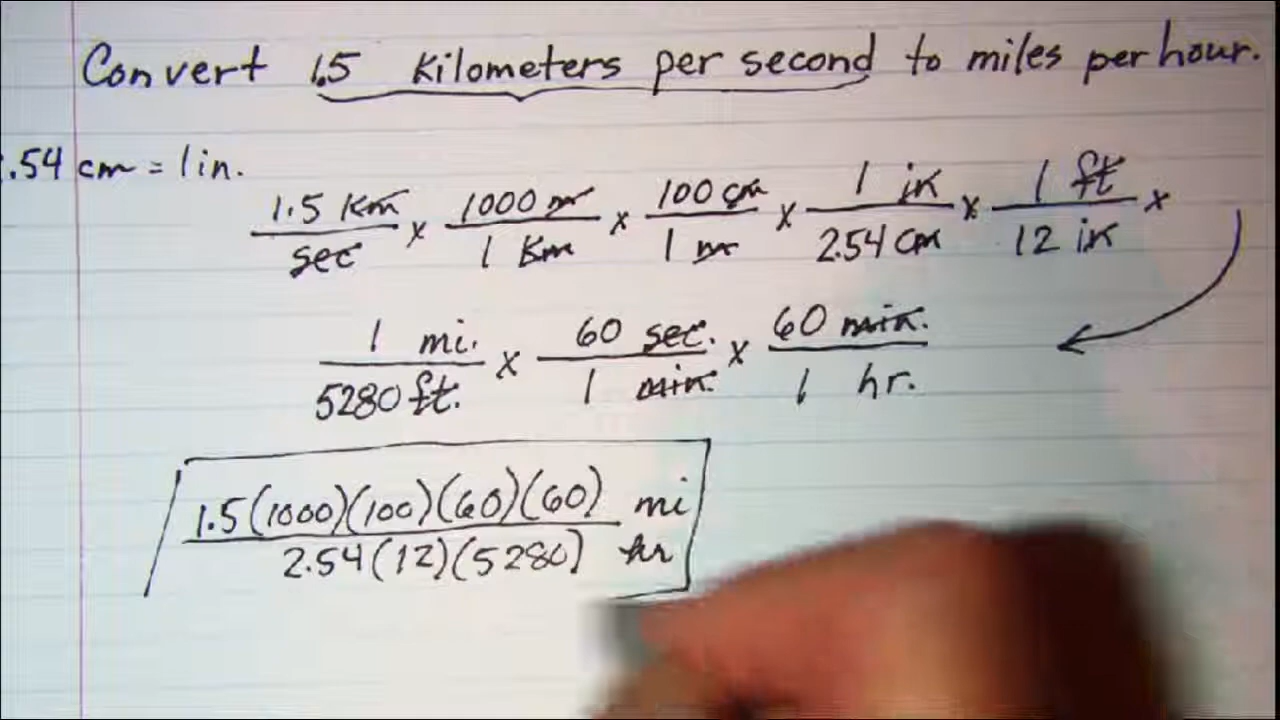 Convert 1.5 kilometers per second to miles per hour.
.54 cm = 1 in.
1.5 Km/sec x 1000 m/1 Km x 100 cm/1 m x 1 in/2.54 cm x 1 ft/12 in x
1 mi./5280 ft. x 60 sec./1 min. x 60 min./1 hr.
1.5(1000)(100)(60)(60) mi
2.54(12)(5280) hr